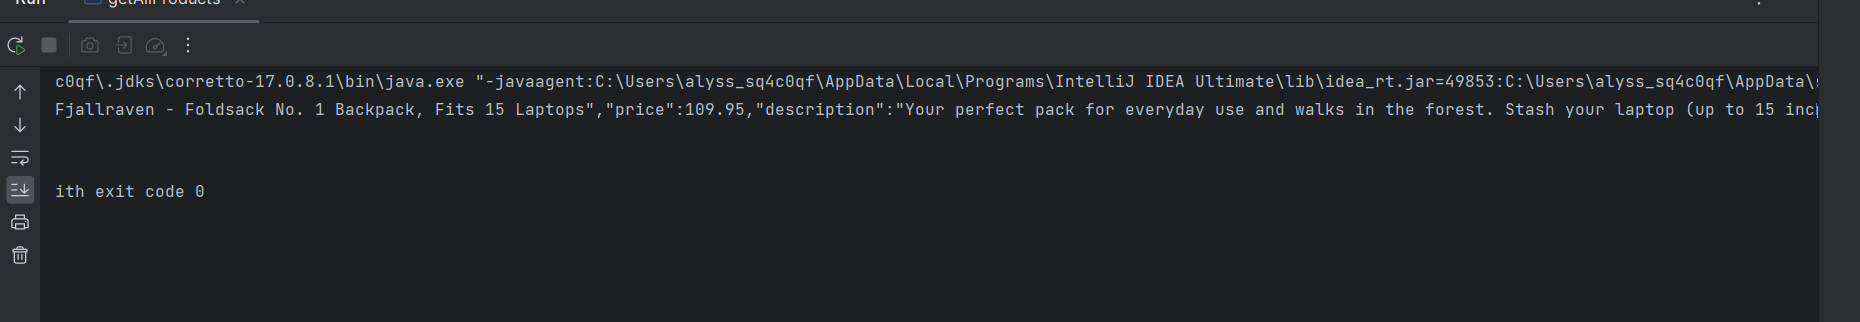 Run getAllProducts
c0qf\.jdks\corretto-17.0.8.1\bin\java.exe "-javaagent:C:\Users\alyss_sq4c0qf\AppData\Local\Programs\IntelliJ IDEA Ultimate\lib\idea_rt.jar=49853:C:\Users\alyss_sq4c0qf\AppData\
Fjallraven - Foldsack No. 1 Backpack, Fits 15 Laptops","price":109.95,"description":"Your perfect pack for everyday use and walks in the forest. Stash your laptop (up to 15 inc
ith exit code 0